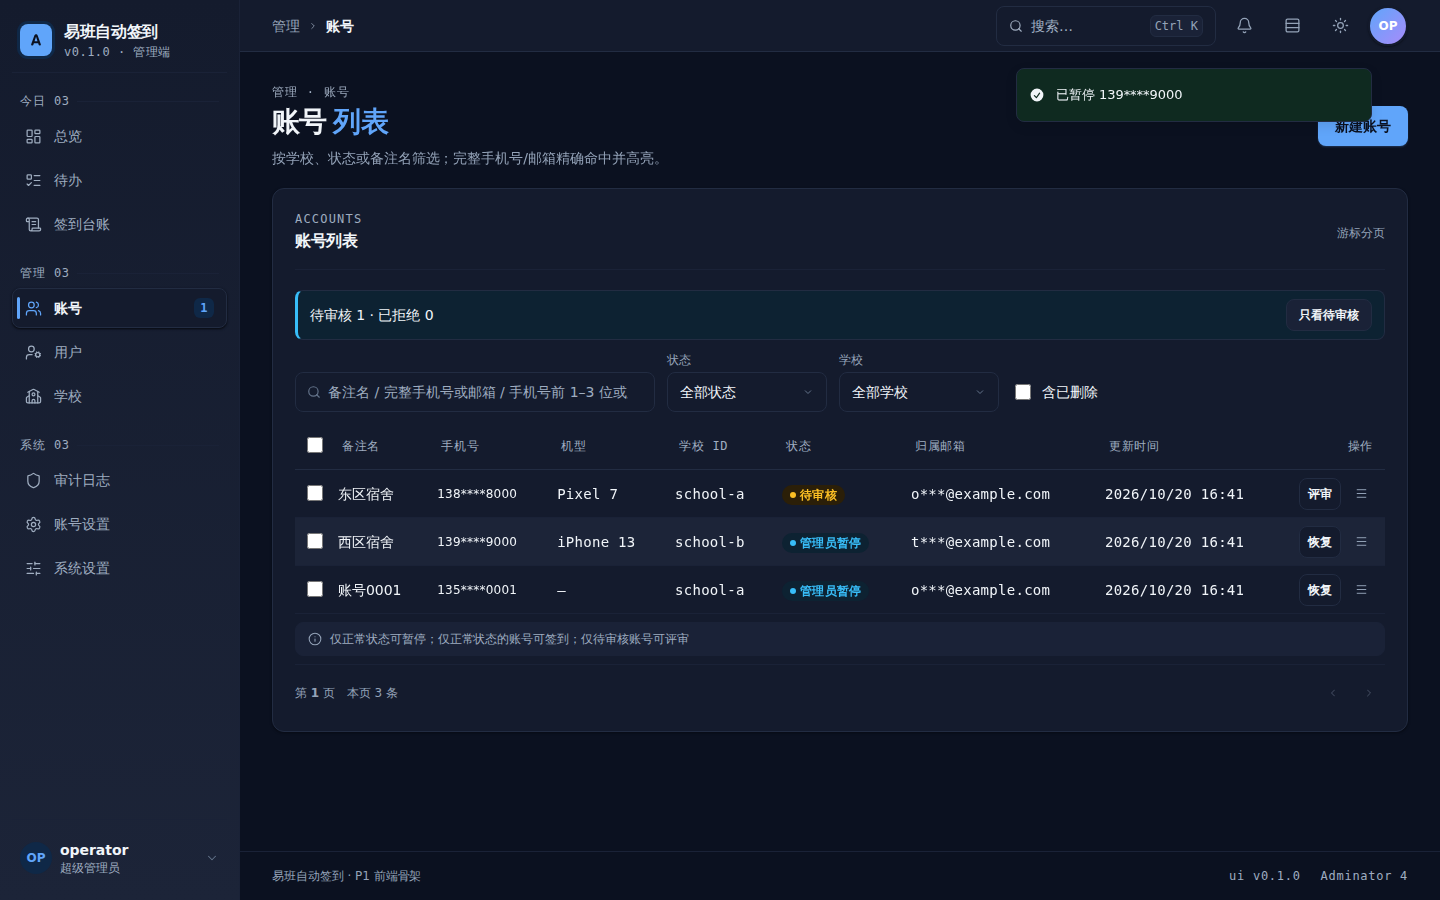 A
易班自动签到
v0.1.0 · 管理端
今日 03
总览
待办
签到台账
管理 03
账号 1
用户
学校
系统 03
审计日志
账号设置
系统设置
OP
operator
超级管理员
管理 › 账号
搜索… Ctrl K
OP
已暂停 139****9000
管理 · 账号
账号 列表
新建账号
按学校、状态或备注名筛选；完整手机号/邮箱精确命中并高亮。
ACCOUNTS
账号列表
游标分页
待审核 1 · 已拒绝 0 只看待审核
状态 学校
备注名 / 完整手机号或邮箱 / 手机号前 1–3 位或 全部状态 全部学校 含已删除
备注名 手机号 机型 学校 ID 状态 归属邮箱 更新时间 操作
东区宿舍 138****8000 Pixel 7 school-a 待审核 o***@example.com 2026/10/20 16:41 评审
西区宿舍 139****9000 iPhone 13 school-b 管理员暂停 t***@example.com 2026/10/20 16:41 恢复
账号0001 135****0001 — school-a 管理员暂停 o***@example.com 2026/10/20 16:41 恢复
仅正常状态可暂停；仅正常状态的账号可签到；仅待审核账号可评审
第 1 页 本页 3 条
易班自动签到 · P1 前端骨架
ui v0.1.0 Adminator 4